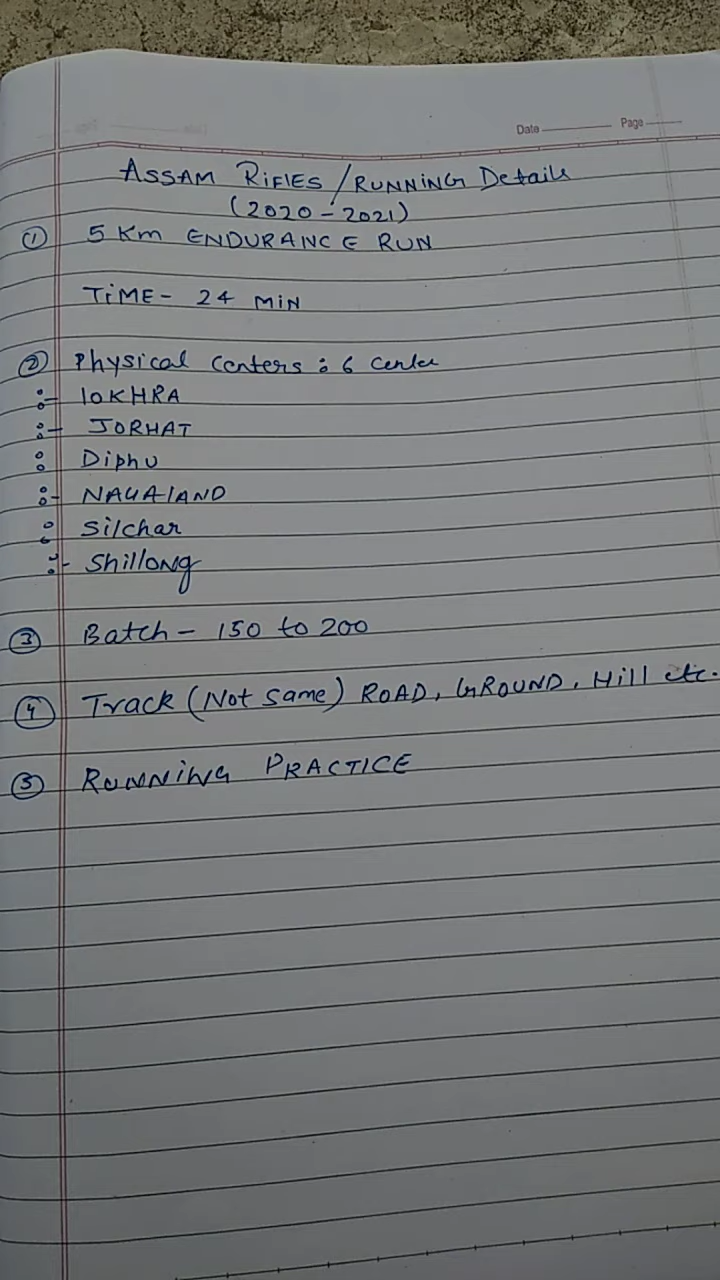 Date
Page
ASSAM RIFlES / RUNNING Details
(2020-2021)
① 5 Km ENDURANCE RUN
TiME- 24 MiN
② Physical Centers : 6 Center
:- lOKHRA
:- JORHAT
: Diphu
:- NAGAlAND
: Silchar
:- Shillong
③ Batch - 150 to 200
④ Track (Not same) ROAD, GROUND, Hill etc.
⑤ RUNNiNG PRACTICE